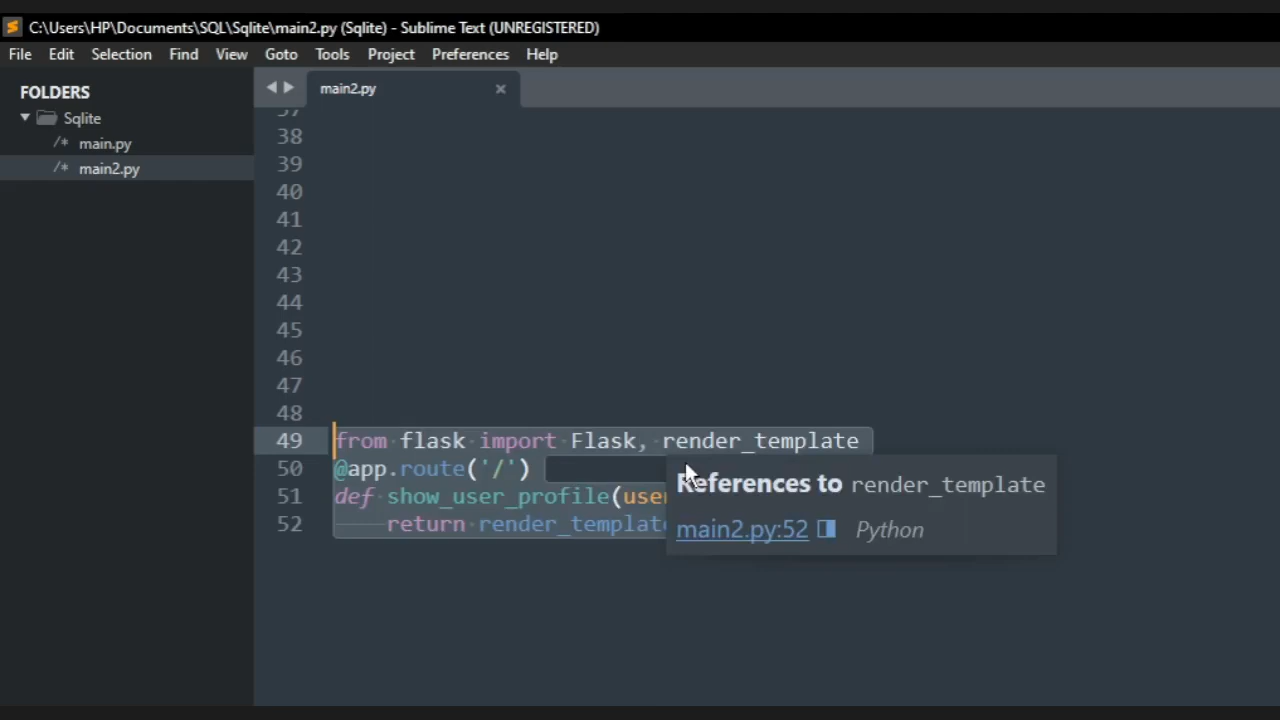 C:\Users\HP\Documents\SQL\Sqlite\main2.py (Sqlite) - Sublime Text (UNREGISTERED)
File Edit Selection Find View Goto Tools Project Preferences Help
FOLDERS
Sqlite
/* main.py
/* main2.py
main2.py ×
37
38
39
40
41
42
43
44
45
46
47
48
49 from flask import Flask, render_template
50 @app.route('/')
51 def show_user_profile(use
52 return render_template
References to render_template
main2.py:52 Python